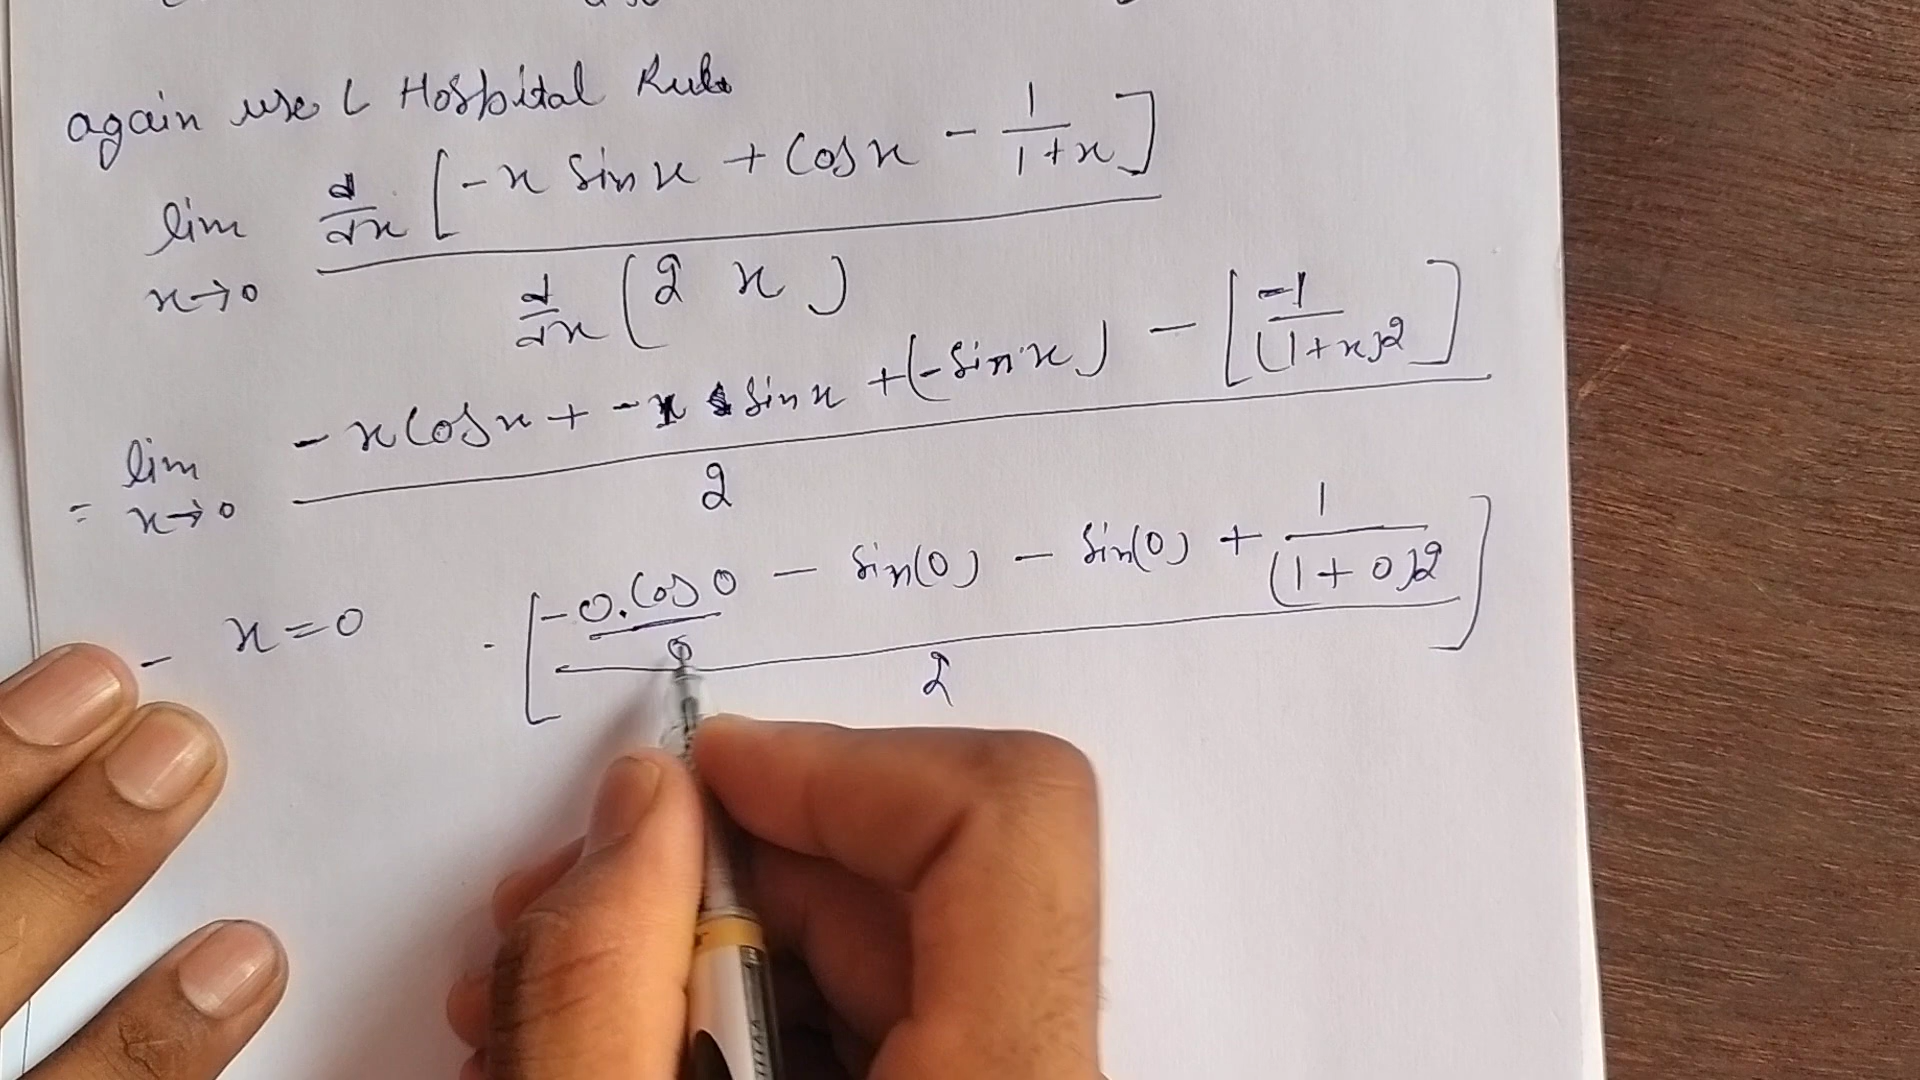 again use L Hospital Rule
lim x→0 d/dx [-x sin x + cos x - 1/(1+x)]
d/dx (2 x)
= lim x→0 -x cos x + - sin x + (-sin x) - [-1/(1+x)2]
2
- x=0 [-0.cos 0 - sin(0) - sin(0) + 1/(1+0)2]
0
2